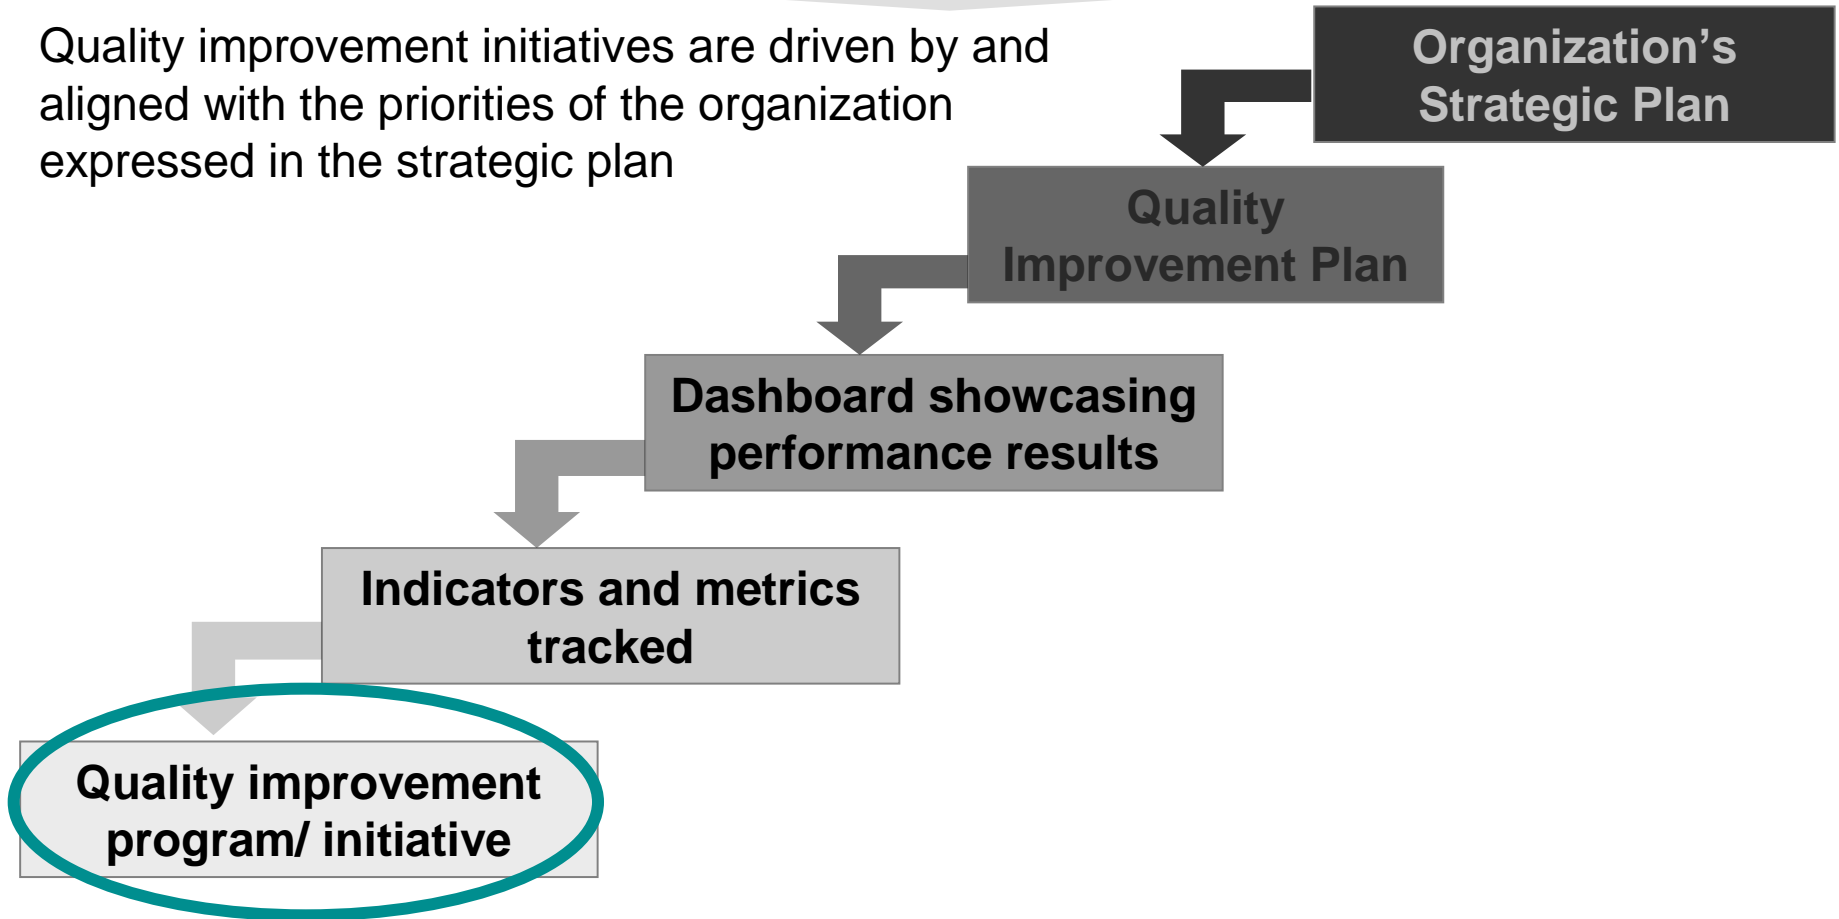 Quality improvement initiatives are driven by and
aligned with the priorities of the organization
expressed in the strategic plan
Organization’s
Strategic Plan
Quality
Improvement Plan
Dashboard showcasing
performance results
Indicators and metrics
tracked
Quality improvement
program/ initiative